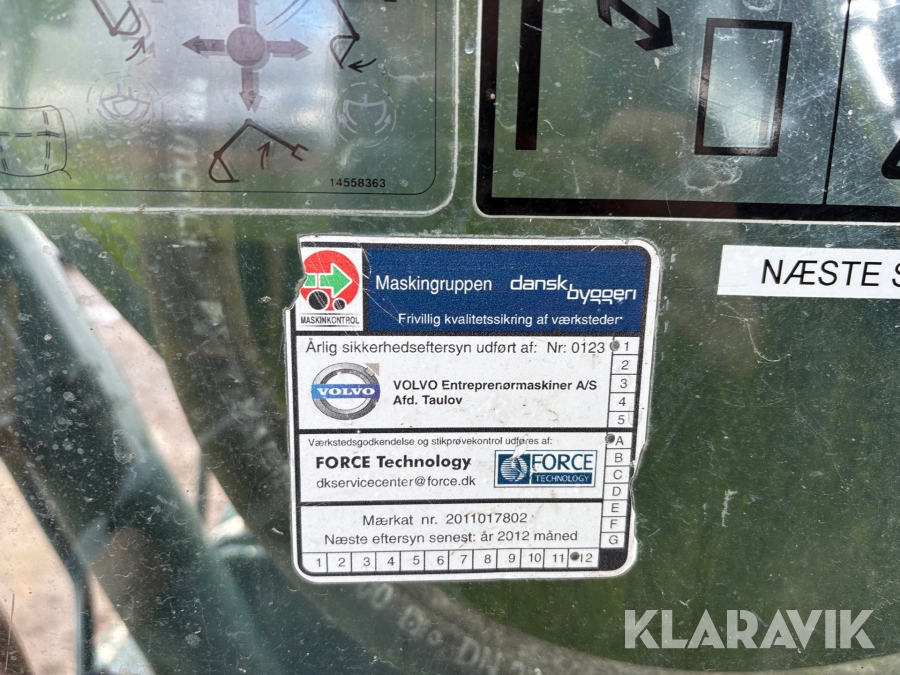 14558363
NÆSTE S
Maskingruppen dansk byggeri
MASKINKONTROL
Frivillig kvalitetssikring af værksteder
Årlig sikkerhedseftersyn udført af: Nr: 0123
1
2
3
4
5
VOLVO
VOLVO Entreprenørmaskiner A/S
Afd. Taulov
Værkstedsgodkendelse og stikprøvekontrol udføres af:
FORCE Technology
FORCE
TECHNOLOGY
dkservicecenter@force.dk
A
B
C
D
E
F
G
Mærkat nr. 2011017802
Næste eftersyn senest: år 2012 måned
1 2 3 4 5 6 7 8 9 10 11 12
KLARAVIK